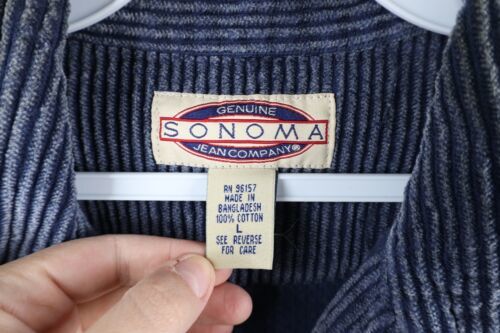 GENUINE
SONOMA
JEAN COMPANY®
RN 96157
MADE IN
BANGLADESH
100% COTTON
L
SEE REVERSE
FOR CARE